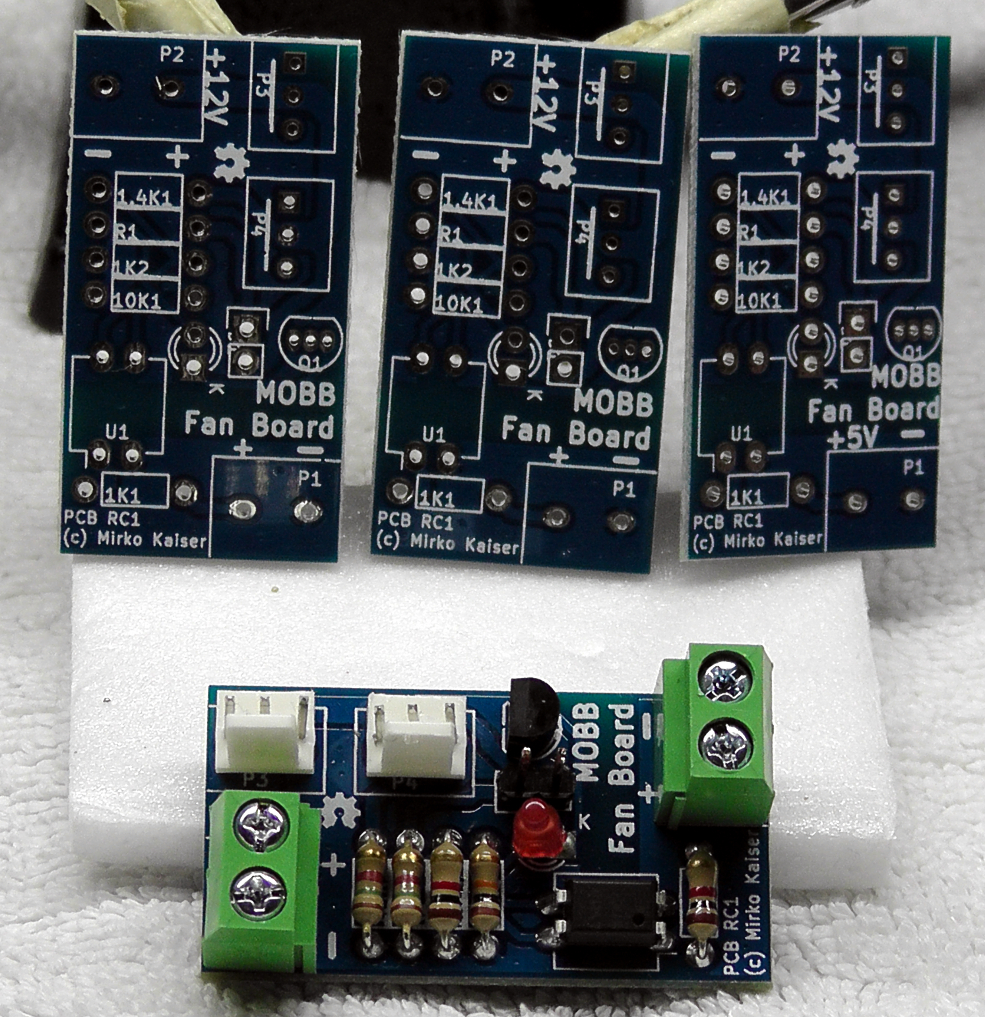 P2
+12V
P3
- +
1.4K1
R1
P4
1K2
10K1
Q1
K
MOBB
Fan Board
U1
+ -
P1
1K1
PCB RC1
(c) Mirko Kaiser
P2
+12V
P3
- +
1.4K1
R1
P4
1K2
10K1
Q1
K
MOBB
Fan Board
U1
+ -
P1
1K1
PCB RC1
(c) Mirko Kaiser
P2
+12V
P3
- +
1.4K1
R1
P4
1K2
10K1
Q1
K
MOBB
Fan Board
U1
+5V -
P1
1K1
PCB RC1
(c) Mirko Kaiser
P3
P4
MOBB
Fan Board
- +
K
+ -
PCB RC1
(c) Mirko Kaiser